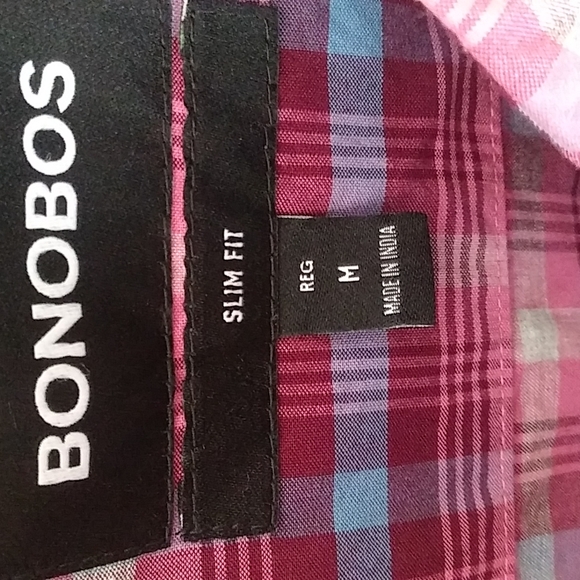 BONOBOS
SLIM FIT
REG
M
MADE IN INDIA